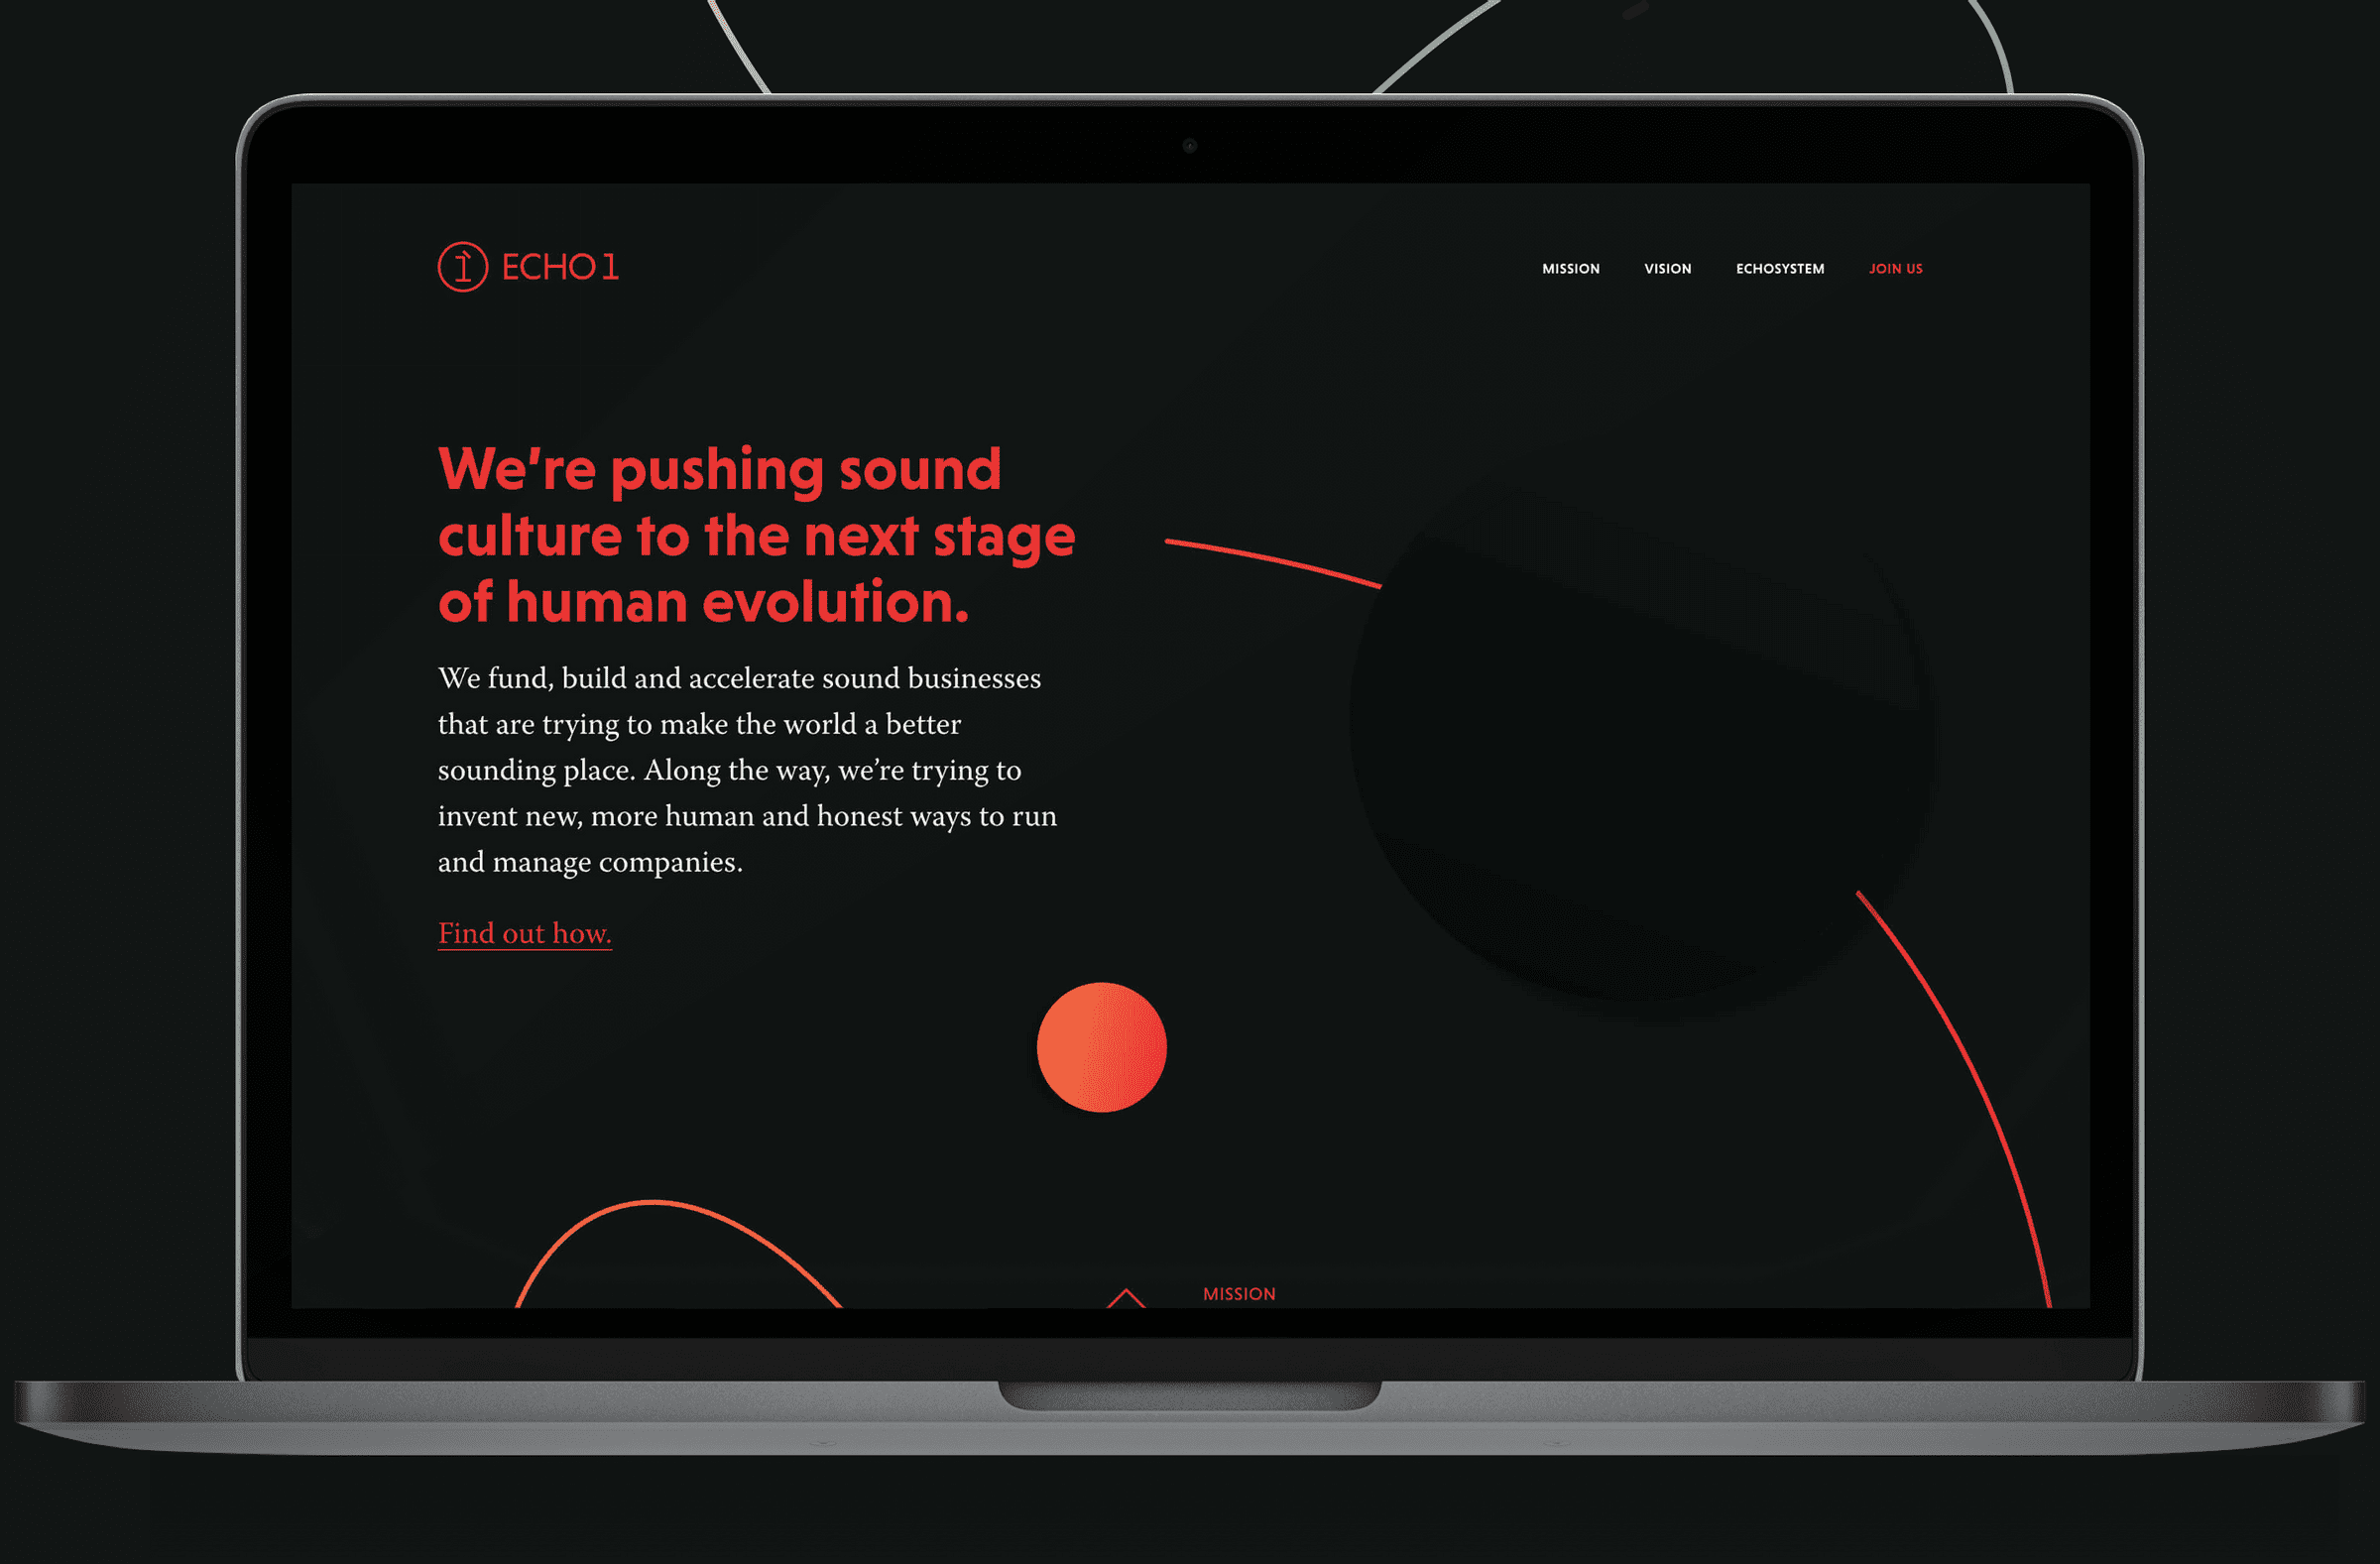 ECHO 1
MISSION VISION ECHOSYSTEM JOIN US
We're pushing sound
culture to the next stage
of human evolution.
We fund, build and accelerate sound businesses
that are trying to make the world a better
sounding place. Along the way, we’re trying to
invent new, more human and honest ways to run
and manage companies.
Find out how.
MISSION